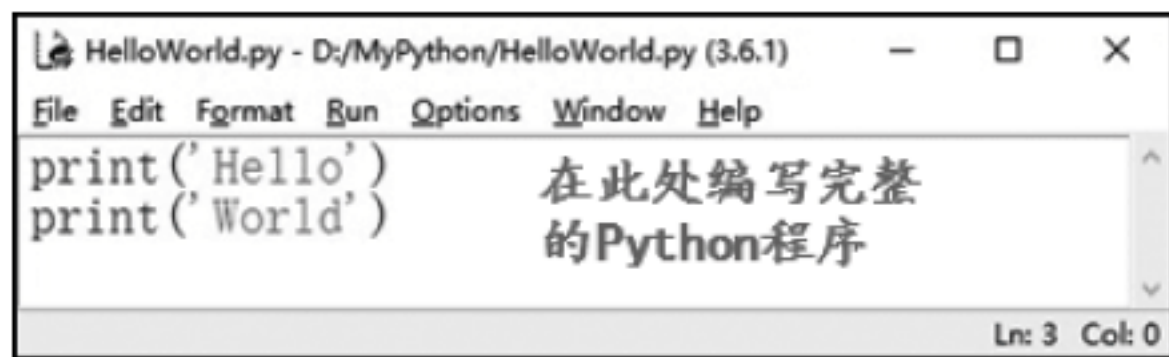 HelloWorld.py - D:/MyPython/HelloWorld.py (3.6.1)
File Edit Format Run Options Window Help
print('Hello')
print('World')
在此处编写完整
的Python程序
Ln: 3 Col: 0